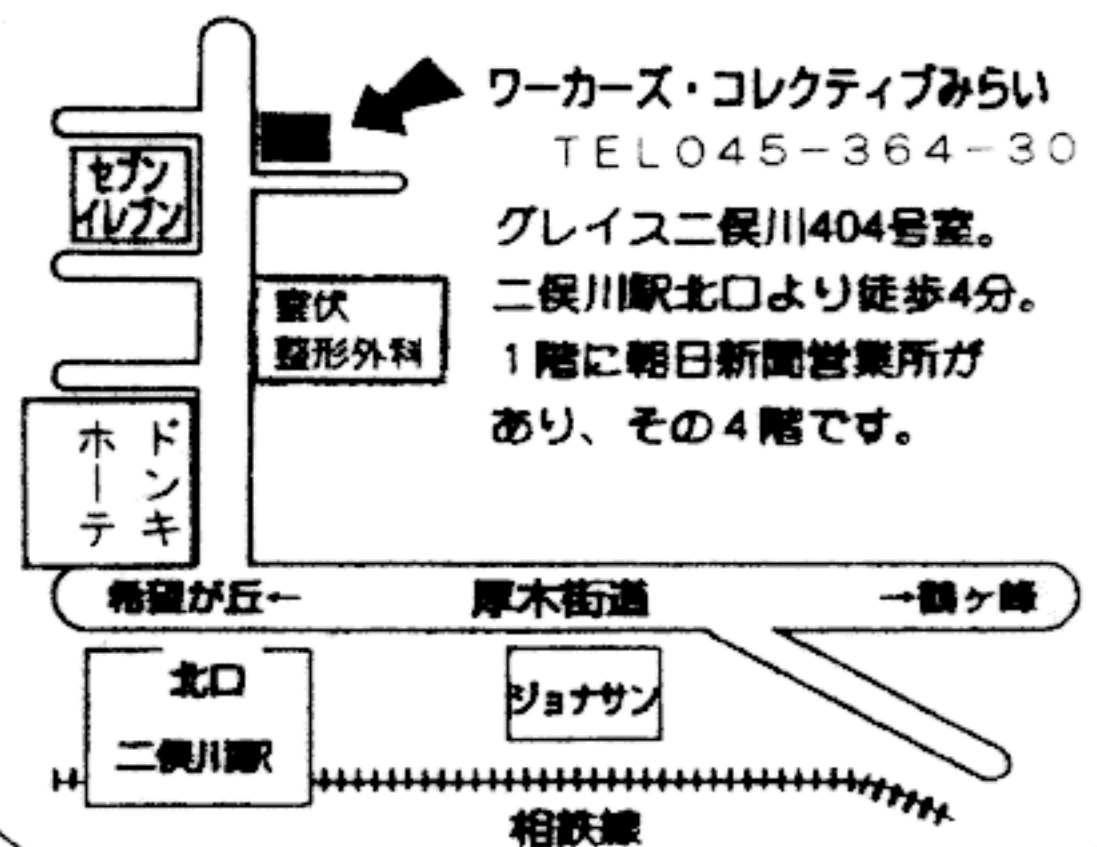 ワーカーズ・コレクティブみらい
TEL045-364-30
グレイス二俣川404号室。
二俣川駅北口より徒歩4分。
1階に朝日新聞営業所が
あり、その4階です。
セブン
イレブン
室伏
整形外科
ドンキ
ホーテ
希望が丘←
厚木街道
→鶴ヶ峰
北口
二俣川駅
ジョナサン
相鉄線